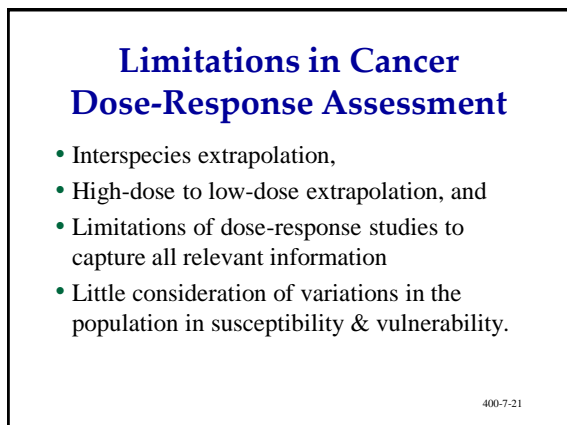 Limitations in Cancer
Dose-Response Assessment
• Interspecies extrapolation,
• High-dose to low-dose extrapolation, and
• Limitations of dose-response studies to
capture all relevant information
• Little consideration of variations in the
population in susceptibility & vulnerability.
400-7-21